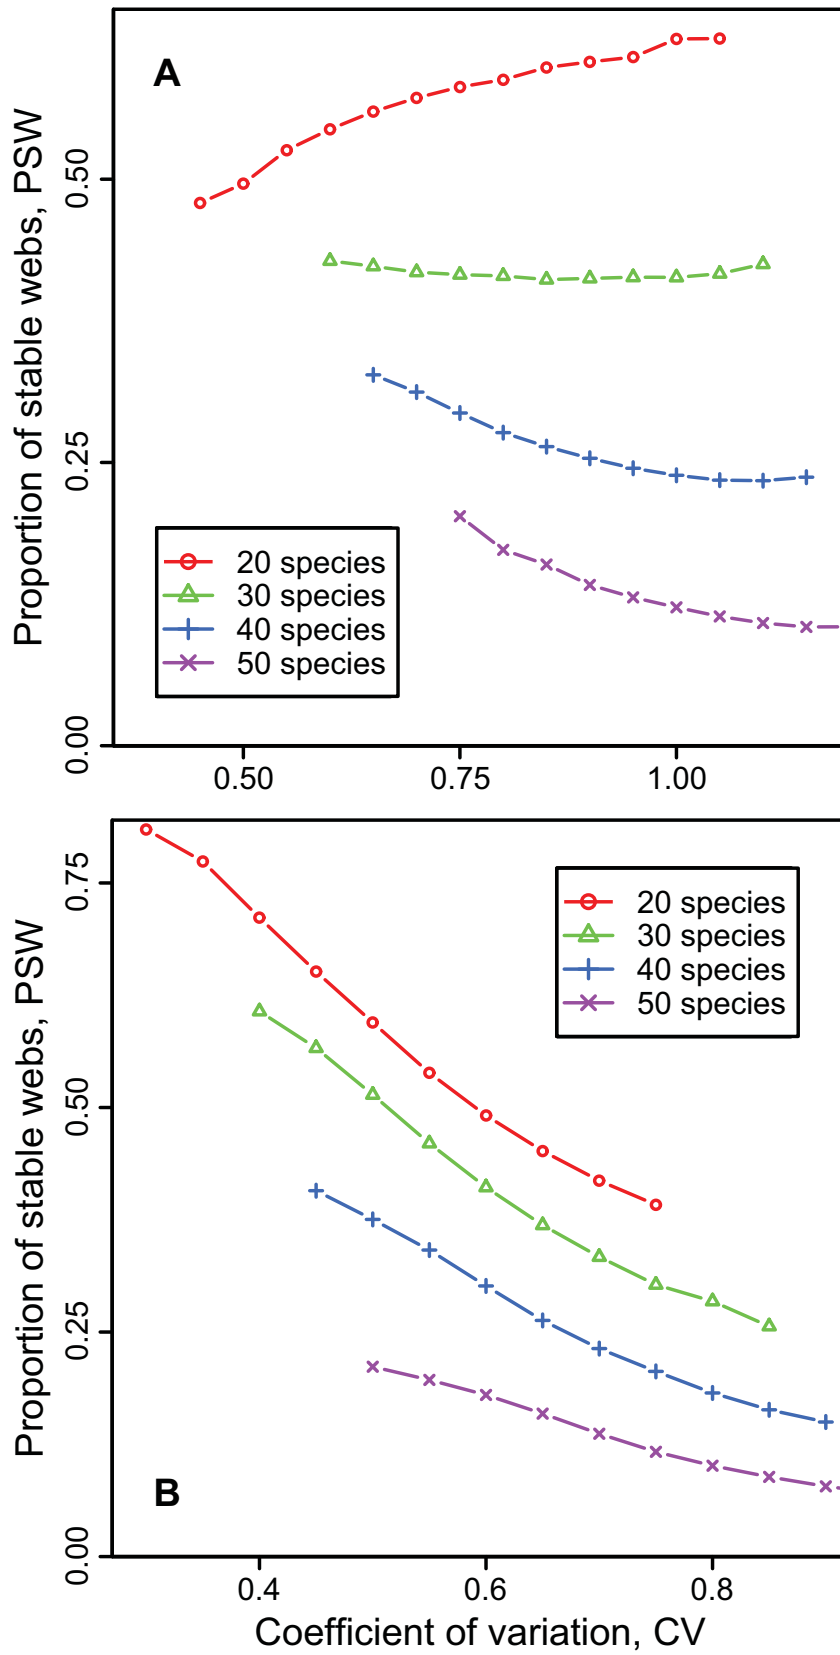 A
Proportion of stable webs, PSW
0.50
0.25
0.00
20 species
30 species
40 species
50 species
0.50 0.75 1.00
B
Proportion of stable webs, PSW
0.75
0.50
0.25
0.00
20 species
30 species
40 species
50 species
0.4 0.6 0.8
Coefficient of variation, CV